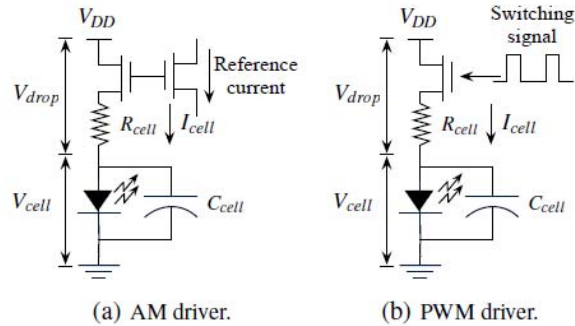 V_DD
V_drop
R_cell
I_cell
Reference
current
V_cell
C_cell
(a) AM driver.
V_DD
Switching
signal
V_drop
R_cell
I_cell
V_cell
C_cell
(b) PWM driver.